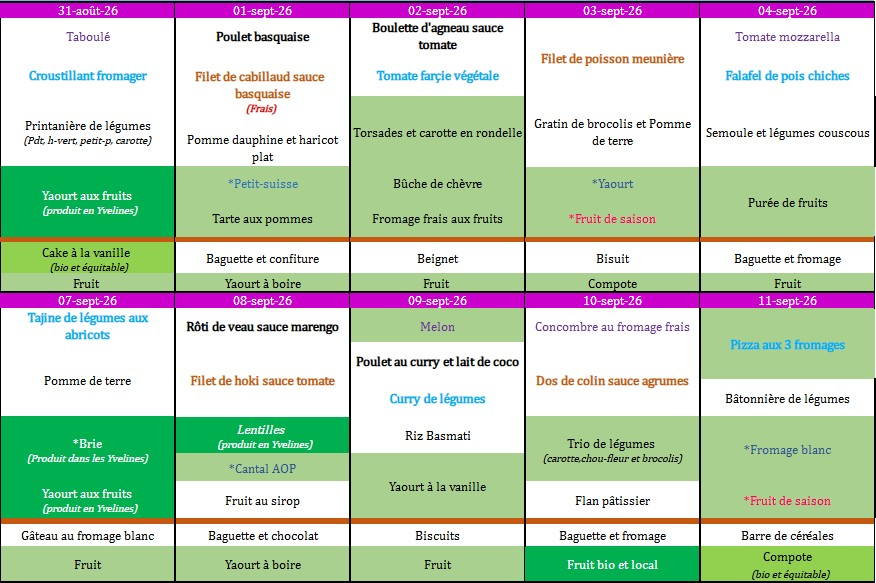 31-août-26
01-sept-26
02-sept-26
03-sept-26
04-sept-26
Taboulé
Croustillant fromager
Printanière de légumes
(Pdt, h-vert, petit-p, carotte)
Yaourt aux fruits
(produit en Yvelines)
Cake à la vanille
(bio et équitable)
Fruit
Poulet basquaise
Filet de cabillaud sauce
basquaise
(Frais)
Pomme dauphine et haricot
plat
*Petit-suisse
Tarte aux pommes
Baguette et confiture
Yaourt à boire
Boulette d'agneau sauce
tomate
Tomate farçie végétale
Torsades et carotte en rondelle
Bûche de chèvre
Fromage frais aux fruits
Beignet
Fruit
Filet de poisson meunière
Gratin de brocolis et Pomme
de terre
*Yaourt
*Fruit de saison
Bisuit
Compote
Tomate mozzarella
Falafel de pois chiches
Semoule et légumes couscous
Purée de fruits
Baguette et fromage
Fruit
07-sept-26
08-sept-26
09-sept-26
10-sept-26
11-sept-26
Tajine de légumes aux
abricots
Pomme de terre
*Brie
(Produit dans les Yvelines)
Yaourt aux fruits
(produit en Yvelines)
Gâteau au fromage blanc
Fruit
Rôti de veau sauce marengo
Filet de hoki sauce tomate
Lentilles
(produit en Yvelines)
*Cantal AOP
Fruit au sirop
Baguette et chocolat
Yaourt à boire
Melon
Poulet au curry et lait de coco
Curry de légumes
Riz Basmati
Yaourt à la vanille
Biscuits
Fruit
Concombre au fromage frais
Dos de colin sauce agrumes
Trio de légumes
(carotte,chou-fleur et brocolis)
Flan pâtissier
Baguette et fromage
Fruit bio et local
Pizza aux 3 fromages
Bâtonnière de légumes
*Fromage blanc
*Fruit de saison
Barre de céréales
Compote
(bio et équitable)